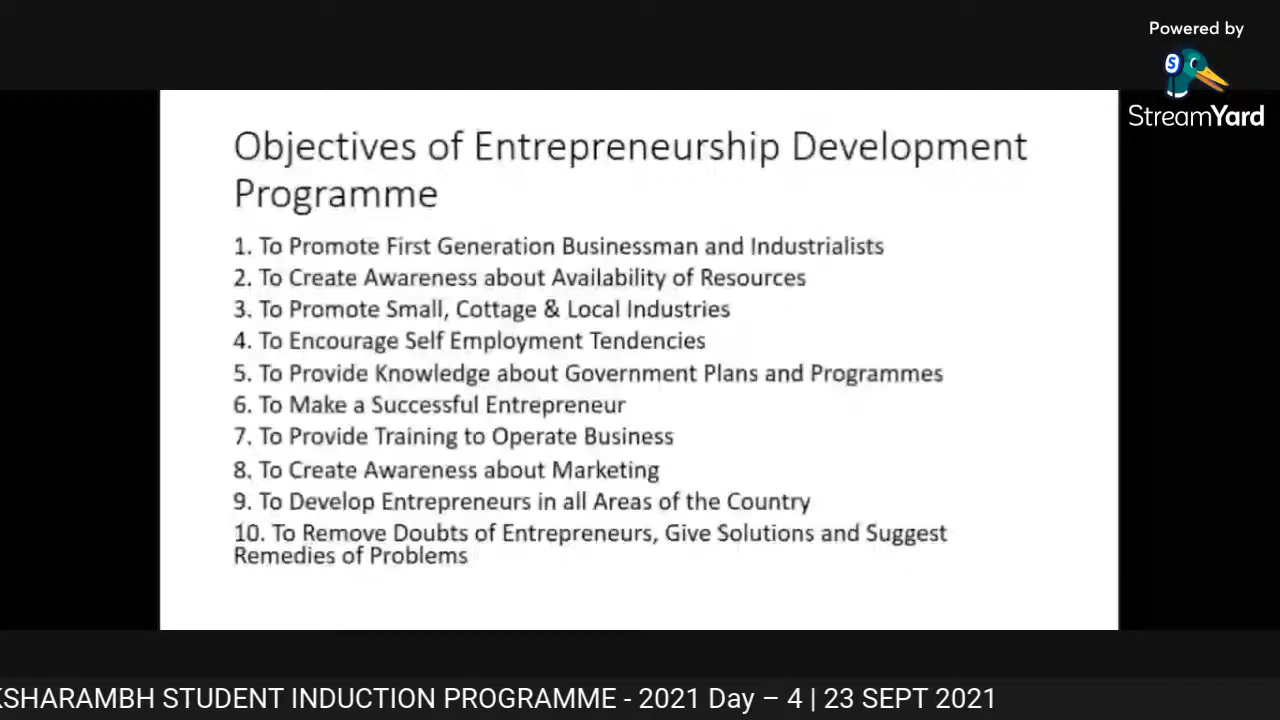 Powered by
S
StreamYard
Objectives of Entrepreneurship Development
Programme
1. To Promote First Generation Businessman and Industrialists
2. To Create Awareness about Availability of Resources
3. To Promote Small, Cottage & Local Industries
4. To Encourage Self Employment Tendencies
5. To Provide Knowledge about Government Plans and Programmes
6. To Make a Successful Entrepreneur
7. To Provide Training to Operate Business
8. To Create Awareness about Marketing
9. To Develop Entrepreneurs in all Areas of the Country
10. To Remove Doubts of Entrepreneurs, Give Solutions and Suggest
Remedies of Problems
KSHARAMBH STUDENT INDUCTION PROGRAMME - 2021 Day – 4 | 23 SEPT 2021